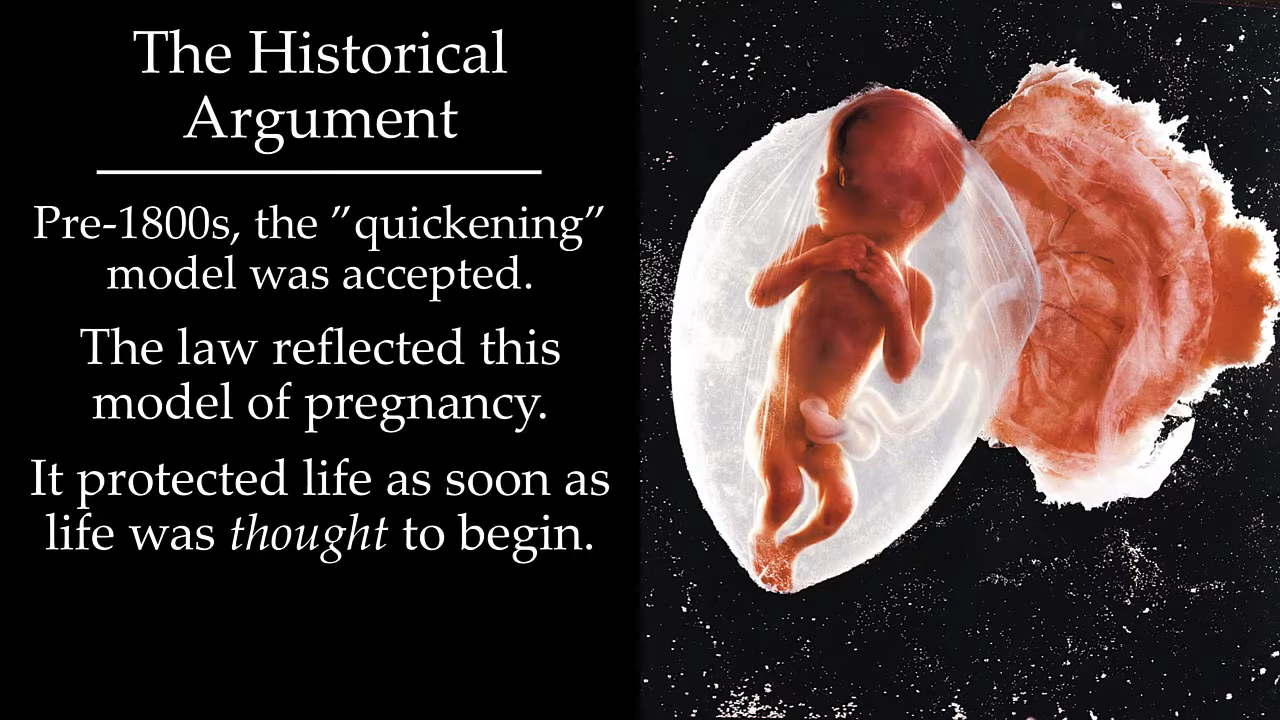 The Historical
Argument
Pre-1800s, the ”quickening”
model was accepted.
The law reflected this
model of pregnancy.
It protected life as soon as
life was thought to begin.